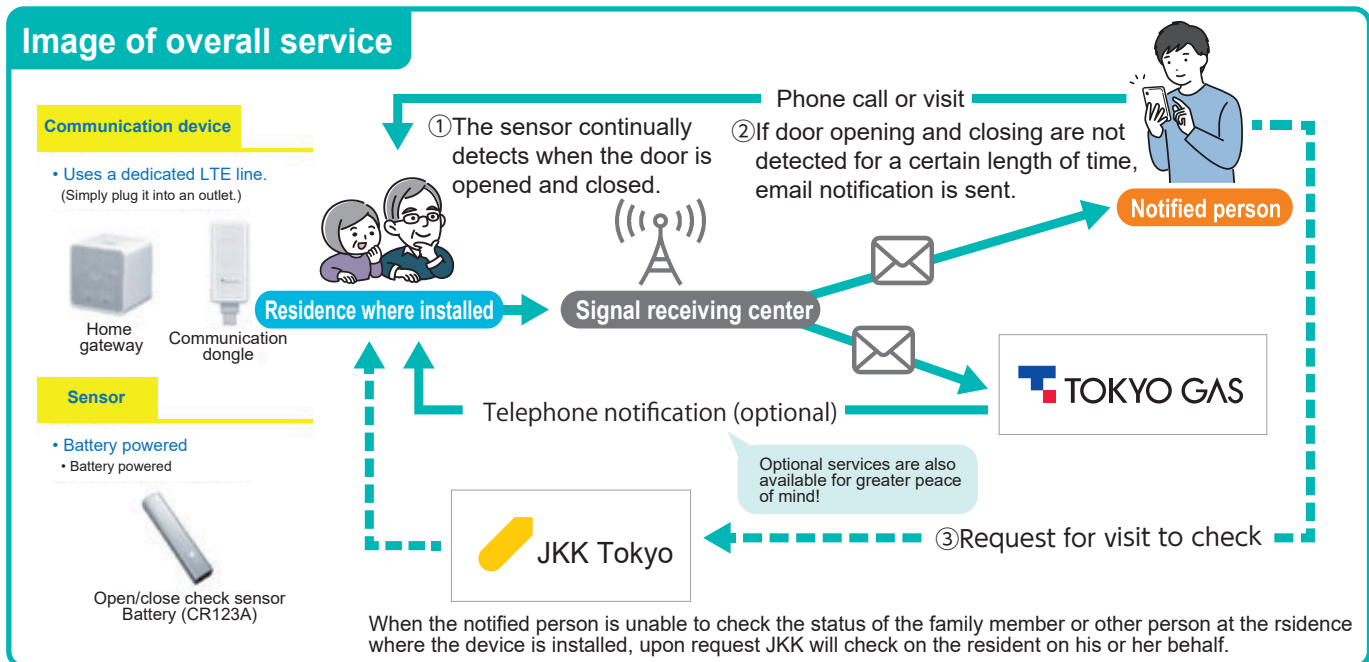 Image of overall service
Communication device
• Uses a dedicated LTE line.
(Simply plug it into an outlet.)
Home
gateway
Communication
dongle
Sensor
• Battery powered
• Battery powered
Open/close check sensor
Battery (CR123A)
Phone call or visit
①The sensor continually
detects when the door is
opened and closed.
②If door opening and closing are not
detected for a certain length of time,
email notification is sent.
Notified person
Residence where installed
Signal receiving center
TOKYO GAS
Telephone notification (optional)
Optional services are also
available for greater peace
of mind!
JKK Tokyo
③Request for visit to check
When the notified person is unable to check the status of the family member or other person at the rsidence
where the device is installed, upon request JKK will check on the resident on his or her behalf.